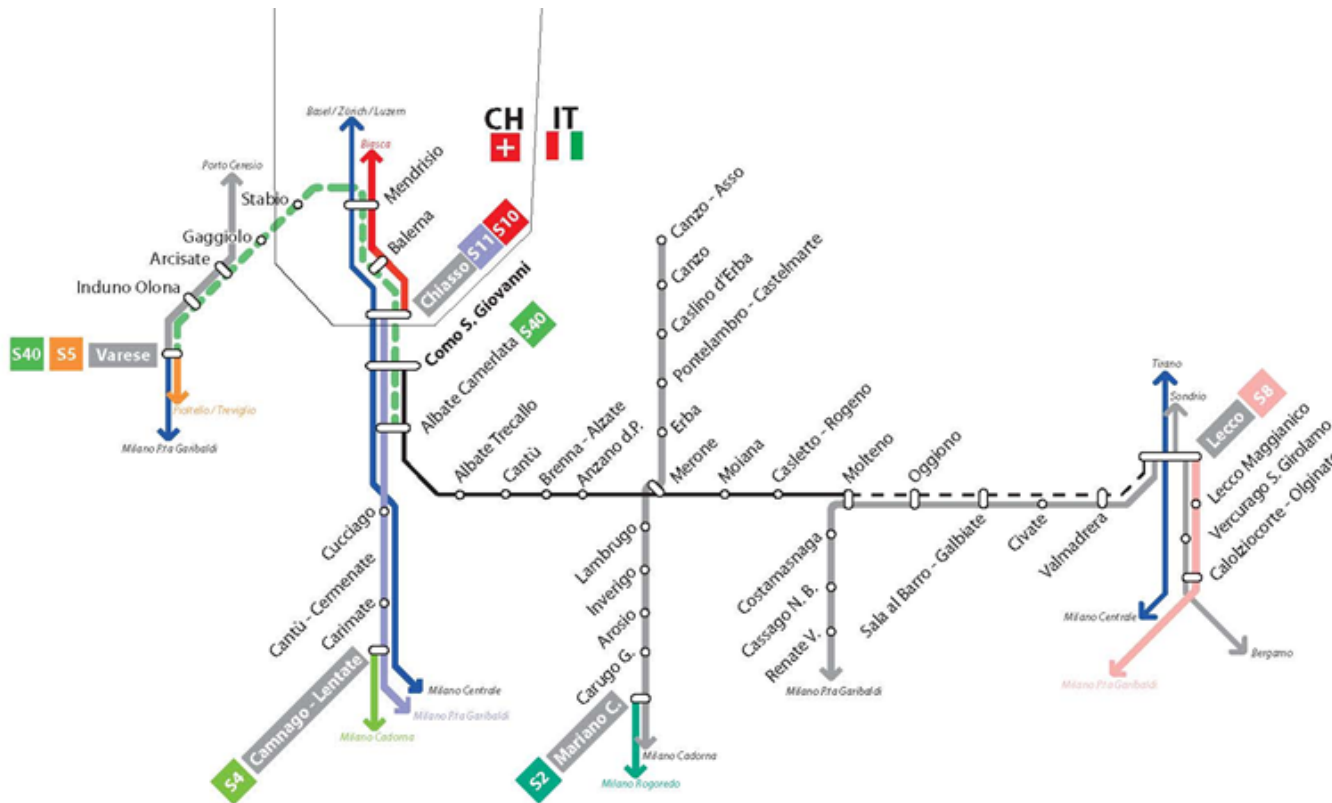 Basel / Zürich / Luzern
CH
IT
Biasca
Porto Ceresio
Mendrisio
Stabio
Balerna
Gaggiolo
Arcisate
Induno Olona
Chiasso
S11
S10
Como S. Giovanni
S40
S5
Varese
Albate Camerlata
S40
Pioltello / Treviglio
Milano P.ta Garibaldi
Canzo - Asso
Canzo
Caslino d'Erba
Pontelambro - Castelmarte
Erba
Merone
Albate Trecallo
Cantù
Brenna - Alzate
Anzano d.P.
Moiana
Casletto - Rogeno
Molteno
Oggiono
Sala al Barro - Galbiate
Civate
Valmadrera
Tirano
Sondrio
Lecco
S8
Lecco Maggianico
Vercurago S. Girolamo
Calolziocorte - Olginate
Cucciago
Cantù - Cermenate
Carimate
Camnago - Lentate
S4
Milano Centrale
Milano P.ta Garibaldi
Milano Cadorna
Lambrugo
Inverigo
Arosio
Carugo G.
Mariano C.
S2
Milano Cadorna
Milano Rogoredo
Costamasnaga
Cassago N. B.
Renate V.
Milano P.ta Garibaldi
Milano Centrale
Milano P.ta Garibaldi
Bergamo